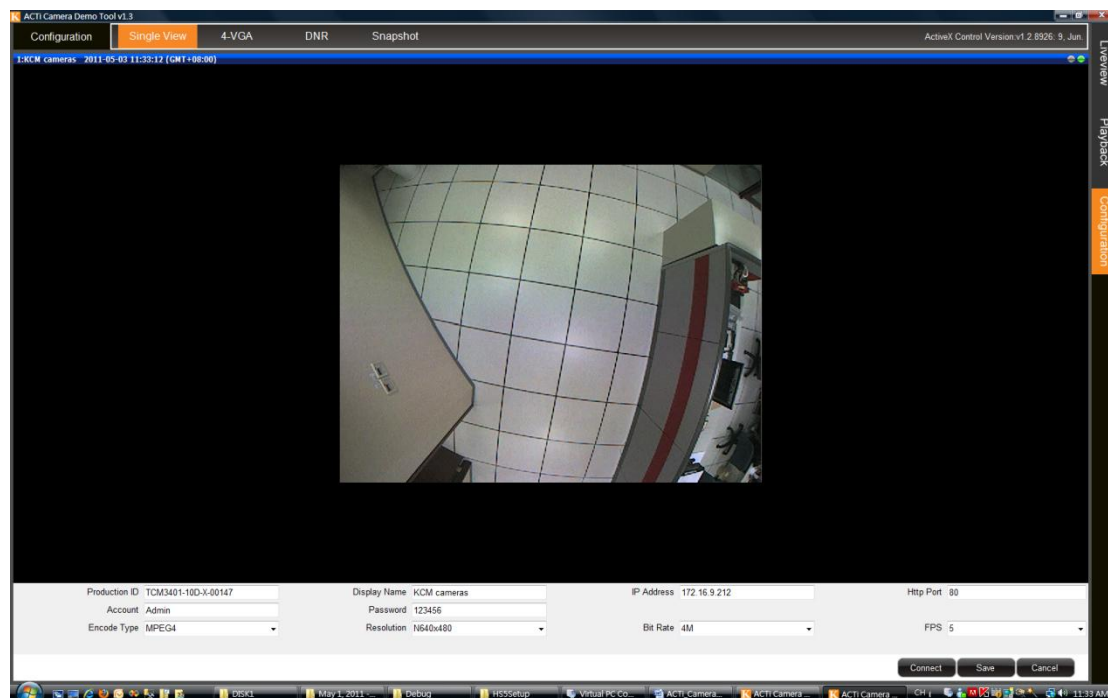 ACTi Camera Demo Tool v1.3
Configuration Single View 4-VGA DNR Snapshot ActiveX Control Version:v1.2.8926: 9, Jun.
1:KCM cameras 2011-05-03 11:33:12 (GMT+08:00)
Liveview
Playback
Configuration
Production ID TCM3401-10D-X-00147 Display Name KCM cameras IP Address 172.16.9.212 Http Port 80
Account Admin Password 123456
Encode Type MPEG4 Resolution N640x480 Bit Rate 4M FPS 5
Connect Save Cancel
DISK1 May 1, 2011 -... Debug HS5Setup Virtual PC Co... ACTi_Camera... ACTi Camera ... ACTi Camera ... CH 11:33 AM